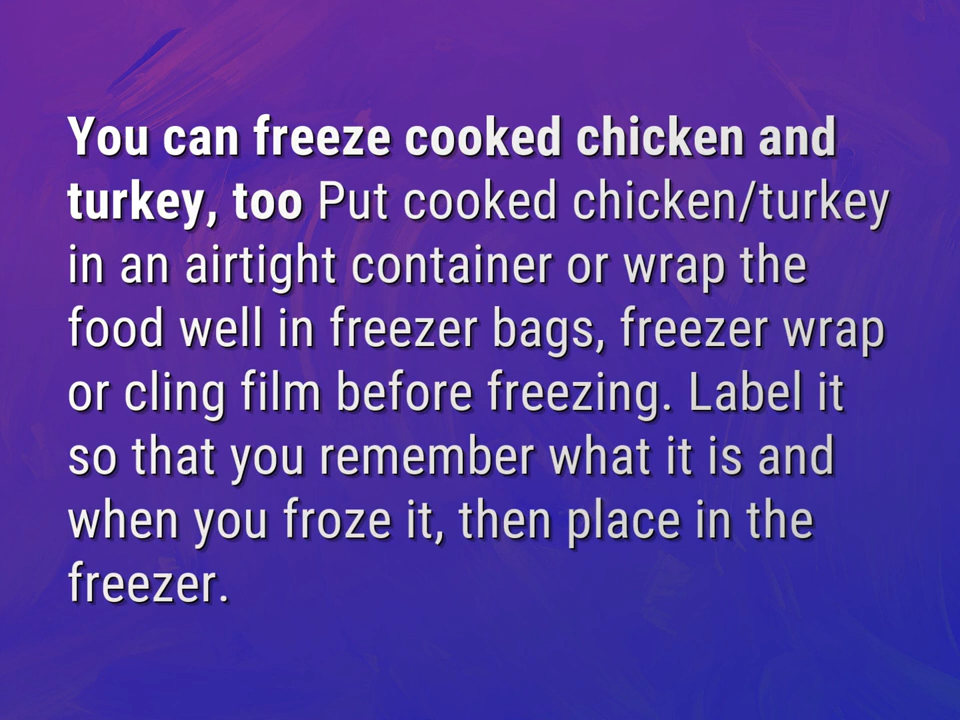 You can freeze cooked chicken and
turkey, too Put cooked chicken/turkey
in an airtight container or wrap the
food well in freezer bags, freezer wrap
or cling film before freezing. Label it
so that you remember what it is and
when you froze it, then place in the
freezer.